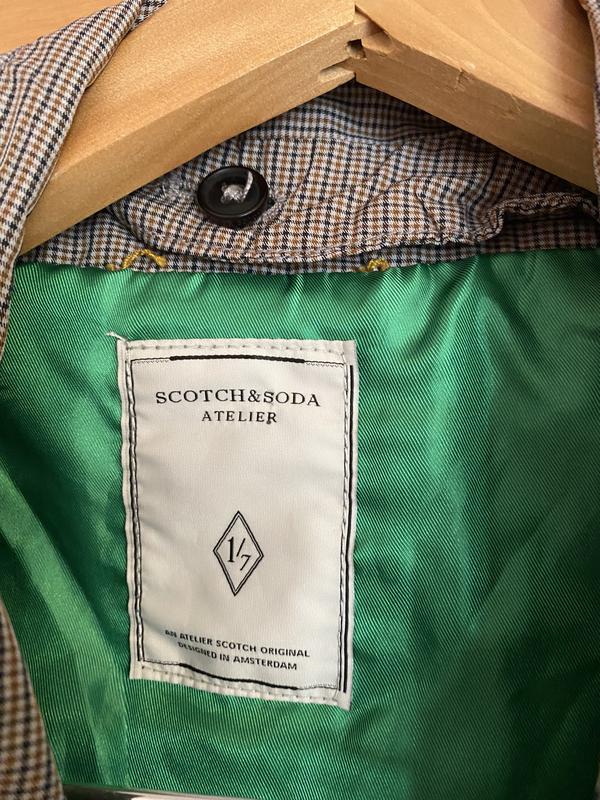 SCOTCH&SODA
ATELIER
1/7
AN ATELIER SCOTCH ORIGINAL
DESIGNED IN AMSTERDAM